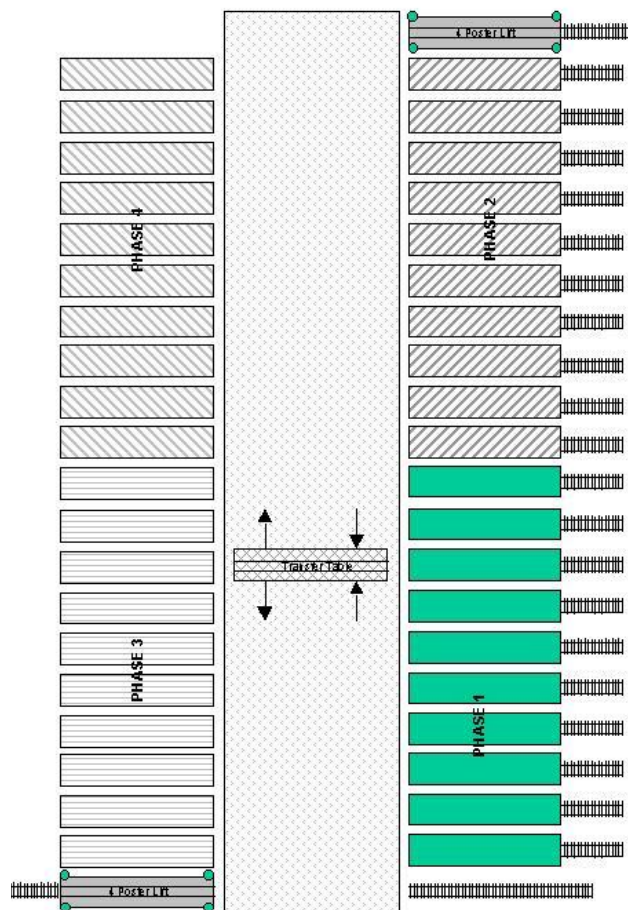 4 Poster Lift
PHASE 4
PHASE 2
Transfer Table
PHASE 3
PHASE 1
4 Poster Lift